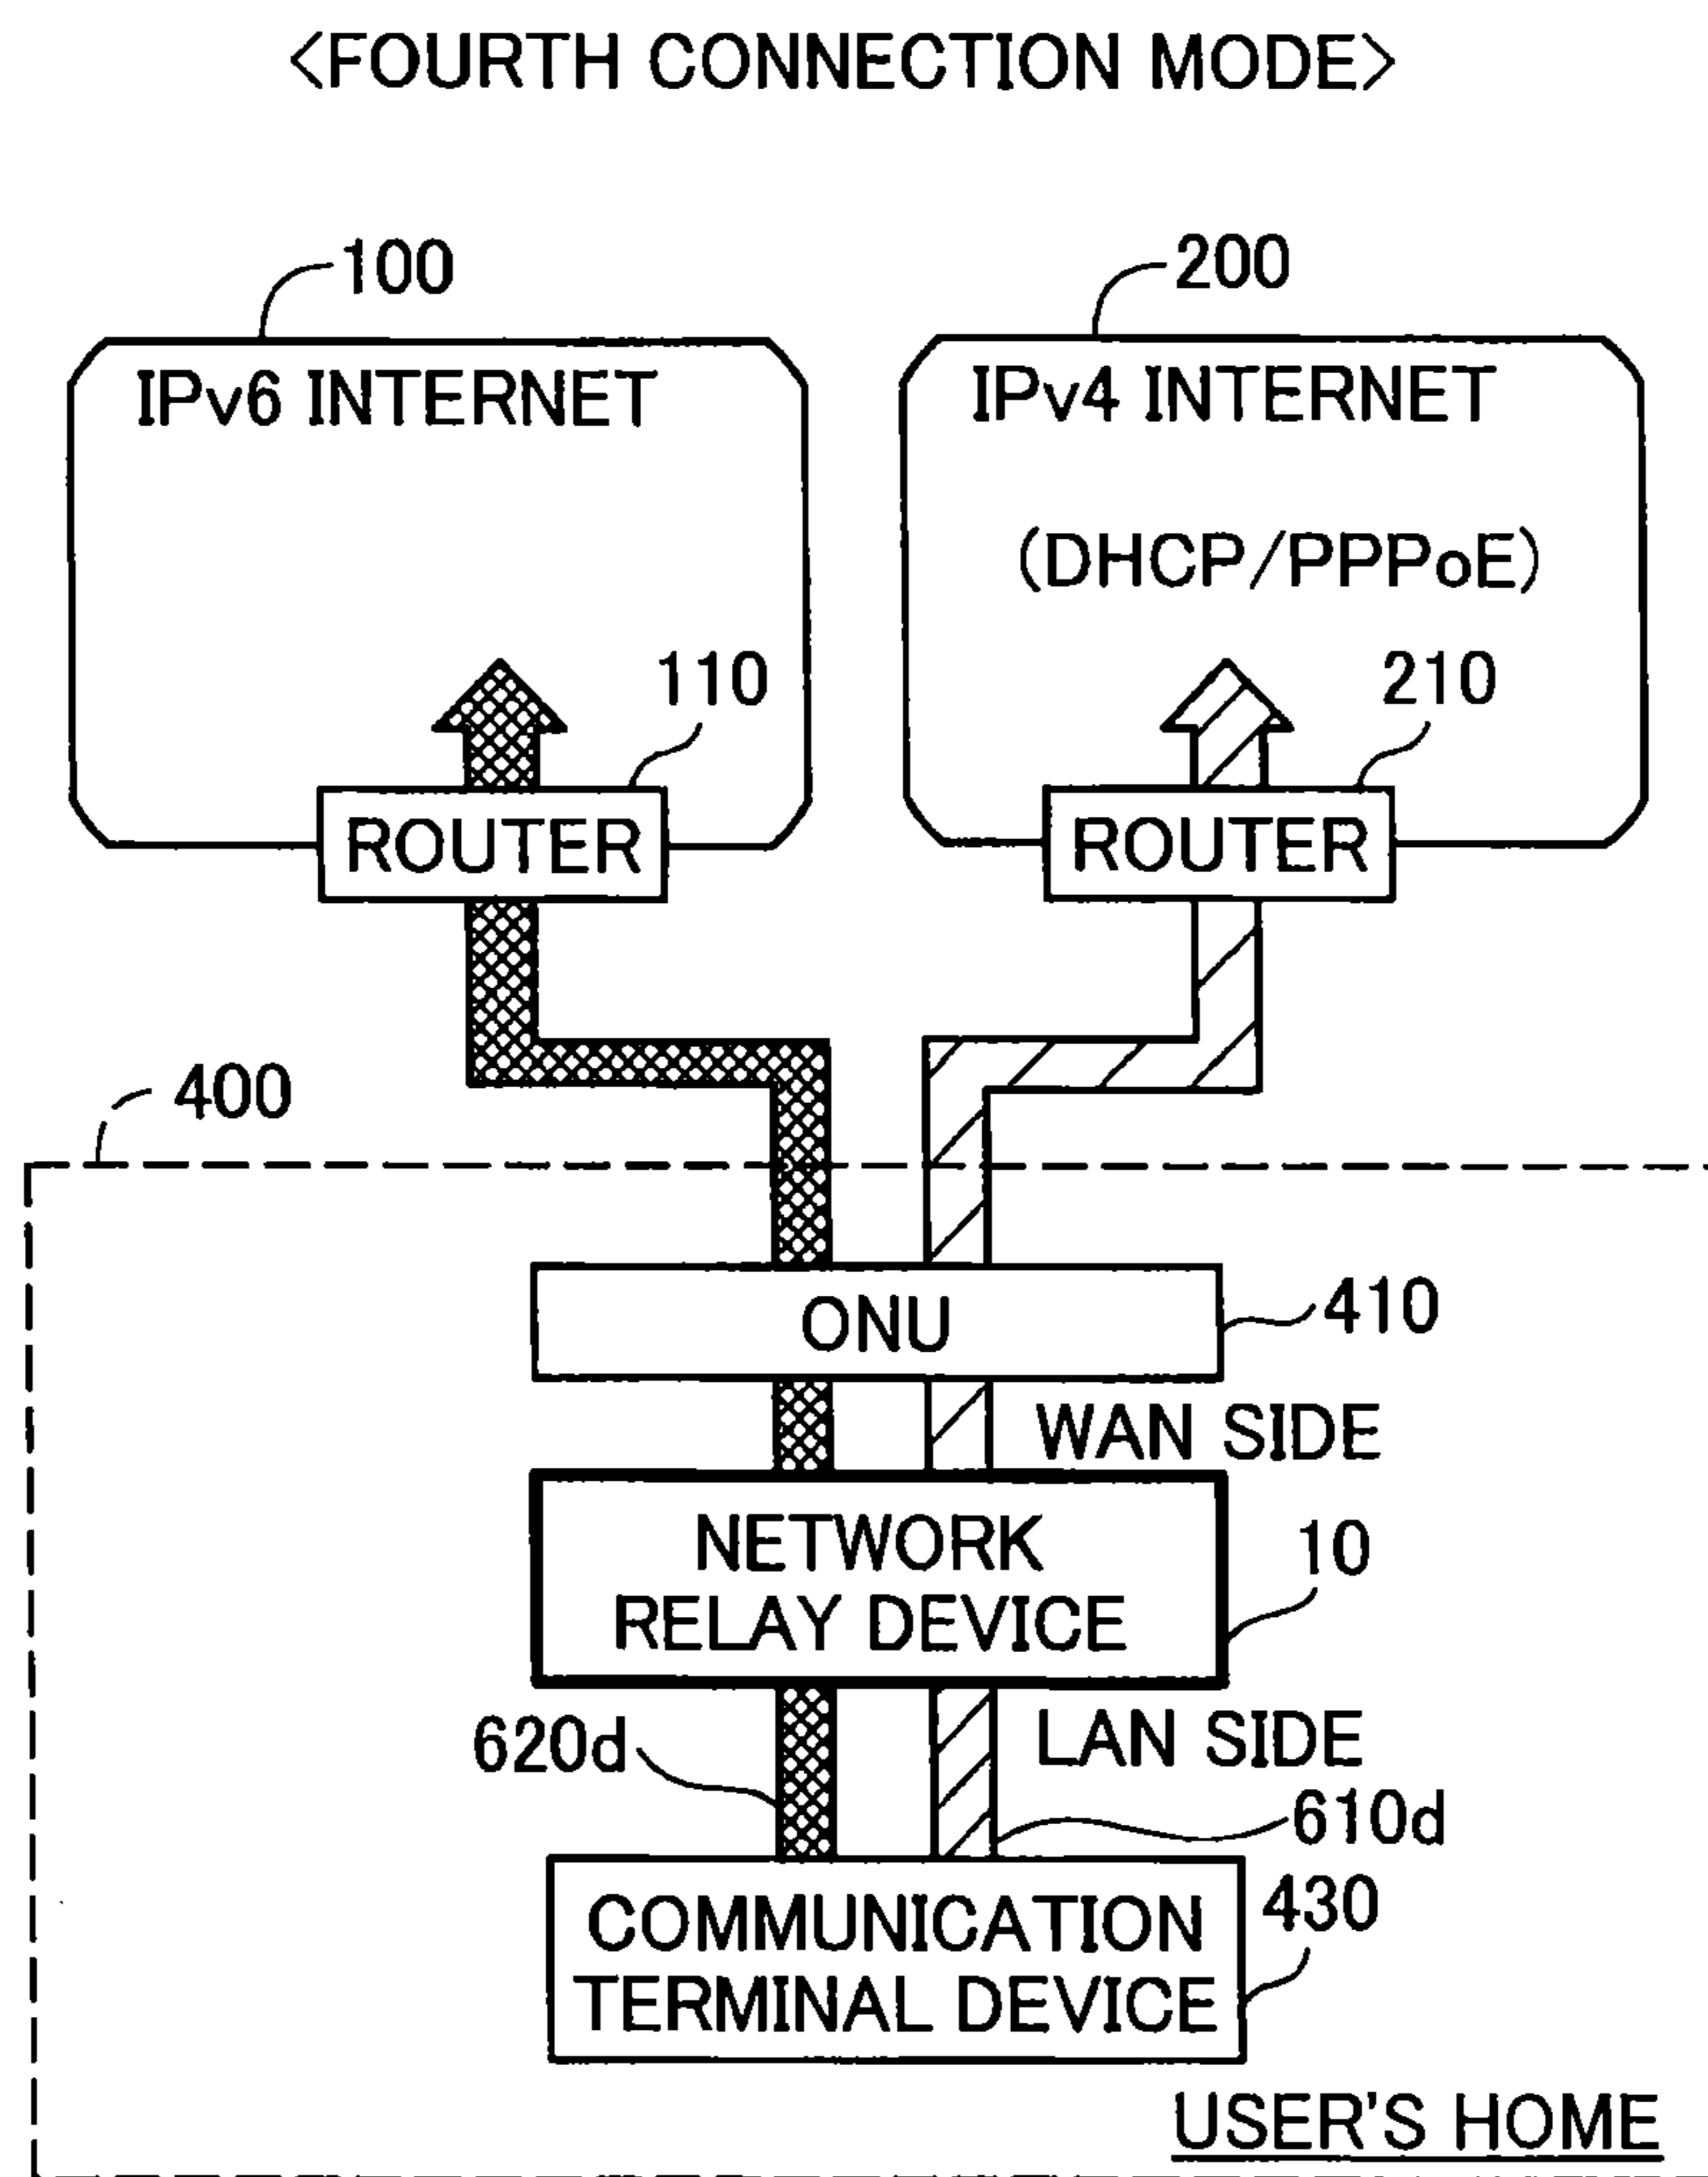 <FOURTH CONNECTION MODE>
100
200
IPv6 INTERNET
IPv4 INTERNET
(DHCP/PPPoE)
110
210
ROUTER
ROUTER
400
ONU
410
WAN SIDE
NETWORK
RELAY DEVICE
10
620d
LAN SIDE
610d
COMMUNICATION
TERMINAL DEVICE
430
USER'S HOME